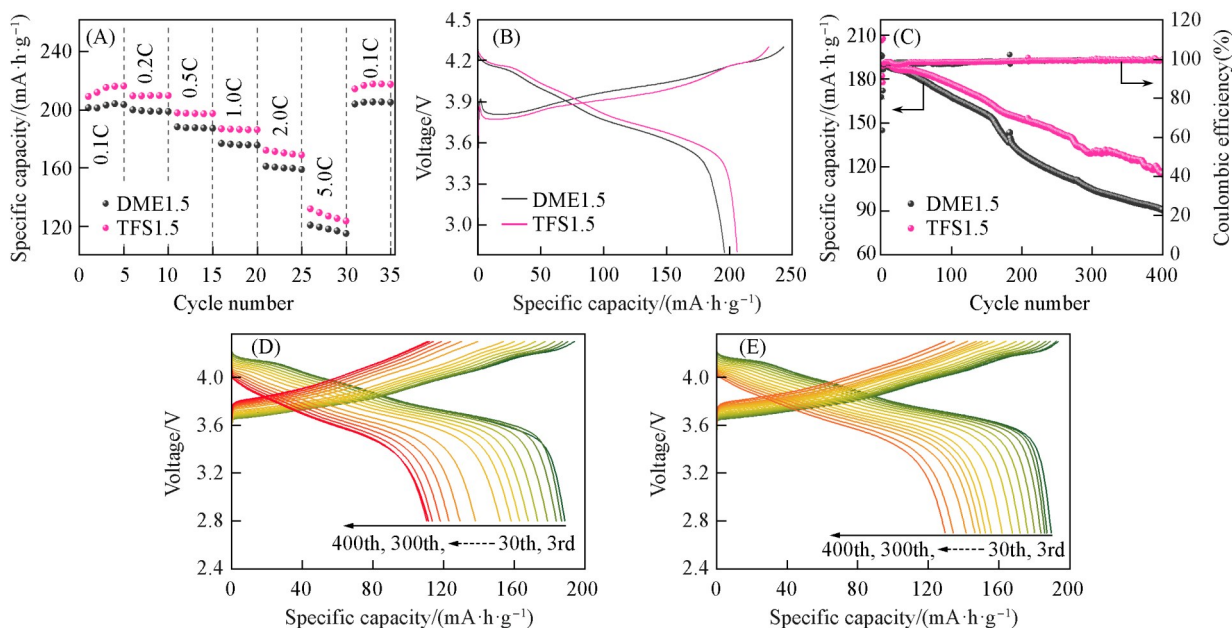 (A)
240
200
160
120
0.1C
0.2C
0.5C
1.0C
2.0C
5.0C
0.1C
DME1.5
TFS1.5
0 5 10 15 20 25 30 35
Cycle number
Specific capacity/(mA·h·g⁻¹)
(B)
4.5
4.2
3.9
3.6
3.3
3.0
Voltage/V
DME1.5
TFS1.5
0 50 100 150 200 250
Specific capacity/(mA·h·g⁻¹)
(C)
210
190
150
120
90
60
Specific capacity/(mA·h·g⁻¹)
120
100
80
60
40
20
0
Coulombic efficiency(%)
DME1.5
TFS1.5
0 100 200 300 400
Cycle number
(D)
4.0
3.6
3.2
2.8
2.4
Voltage/V
400th, 300th, 30th, 3rd
0 40 80 120 160 200
Specific capacity/(mA·h·g⁻¹)
(E)
4.0
3.6
3.2
2.8
2.4
Voltage/V
400th, 300th, 30th, 3rd
0 40 80 120 160 200
Specific capacity/(mA·h·g⁻¹)